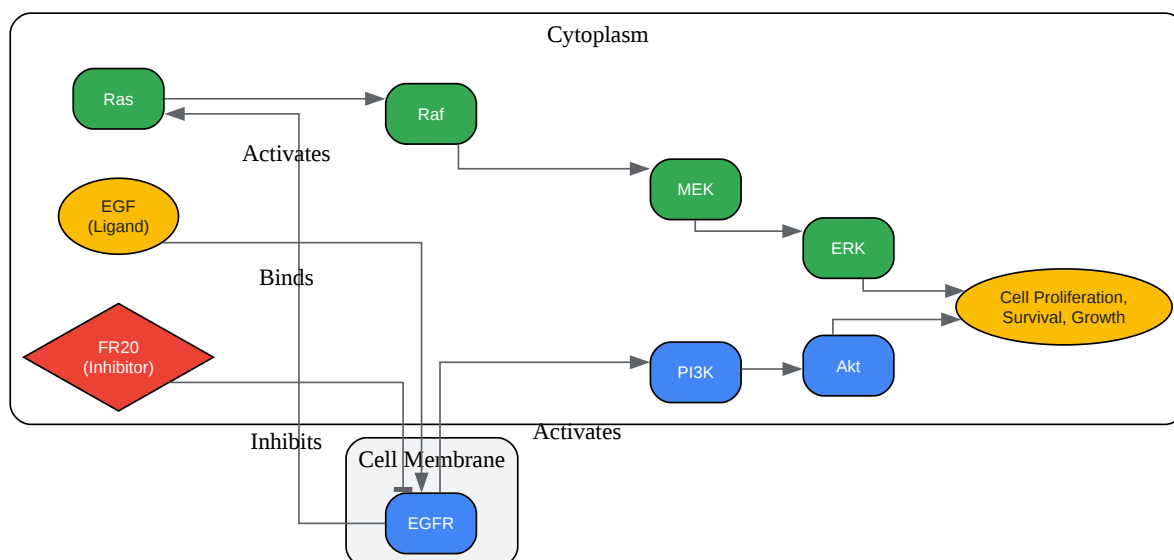 Cytoplasm
Ras
Raf
Activates
MEK
EGF
(Ligand)
ERK
Binds
Cell Proliferation,
Survival, Growth
FR20
(Inhibitor)
PI3K
Akt
Activates
Inhibits
Cell Membrane
EGFR